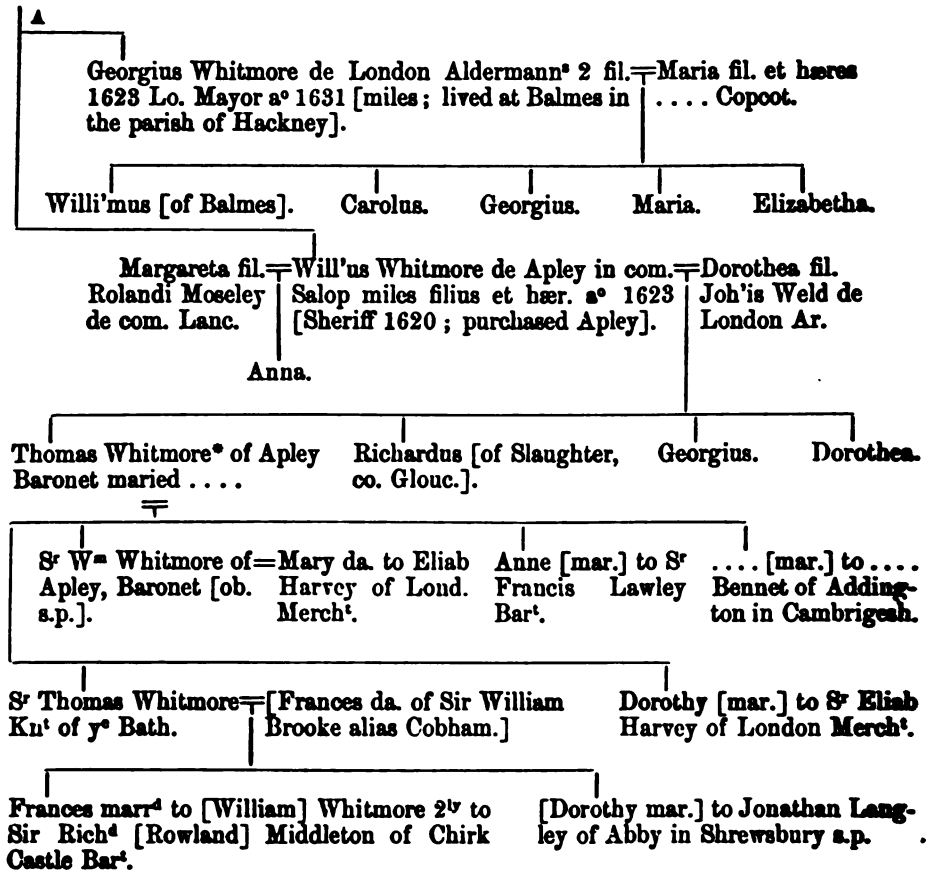 A
Georgius Whitmore de London Aldermannˢ 2 fil.
1623 Lo. Mayor aº 1631 [miles; lived at Balmes in
the parish of Hackney].
Maria fil. et hæres
. . . . Copcot.
Willi'mus [of Balmes]. Carolus. Georgius. Maria. Elizabetha.
Margareta fil.
Rolandi Moseley
de com. Lanc.
Will'us Whitmore de Apley in com.
Salop miles filius et hær. aº 1623
[Sheriff 1620; purchased Apley].
Dorothea fil.
Joh'is Weld de
London Ar.
Anna.
Thomas Whitmore* of Apley
Baronet maried . . . .
Richardus [of Slaughter,
co. Glouc.].
Georgius.
Dorothea.
Sʳ Wᵐ Whitmore of
Apley, Baronet [ob.
s.p.].
Mary da. to Eliab
Harvey of Lond.
Merchᵗ.
Anne [mar.] to Sʳ
Francis Lawley
Barᵗ.
. . . . [mar.] to . . . .
Bennet of Adding-
ton in Cambrigesh.
Sʳ Thomas Whitmore
Knᵗ of yᵉ Bath.
[Frances da. of Sir William
Brooke alias Cobham.]
Dorothy [mar.] to Sʳ Eliab
Harvey of London Merchᵗ.
Frances marrᵈ to [William] Whitmore 2ˡʸ to
Sir Richᵈ [Rowland] Middleton of Chirk
Castle Barᵗ.
[Dorothy mar.] to Jonathan Lang-
ley of Abby in Shrewsbury s.p.